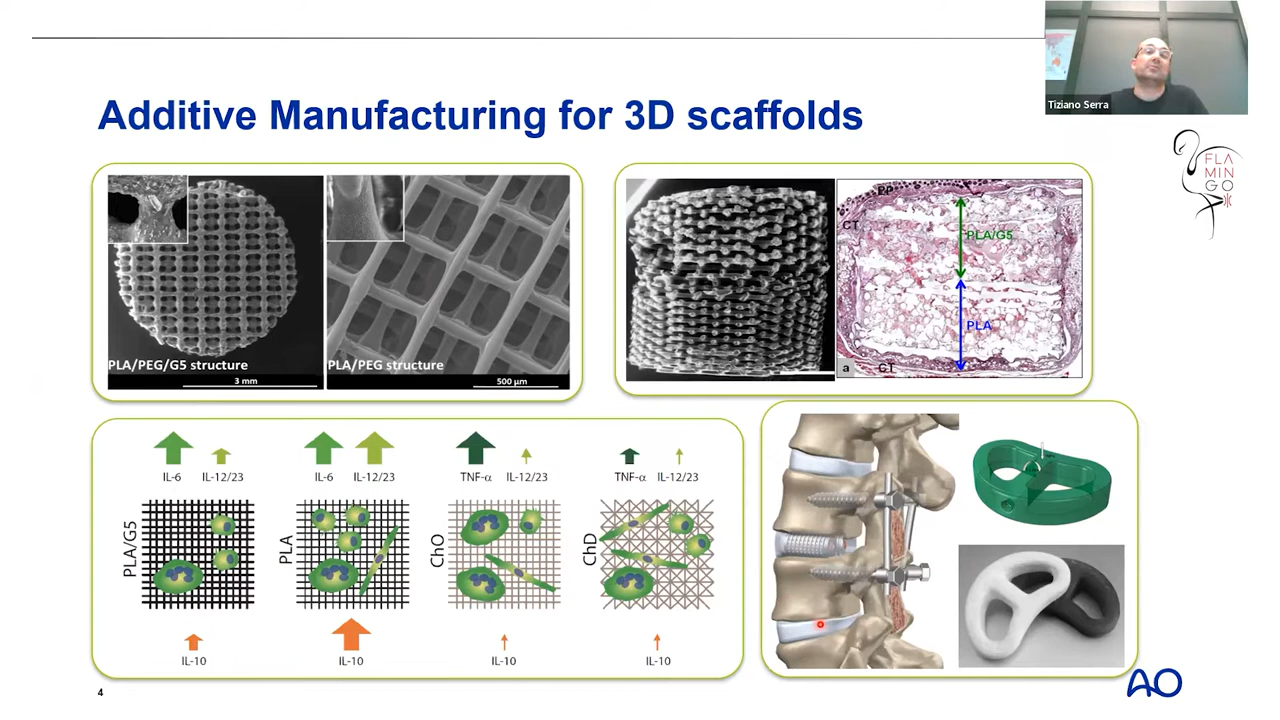 Tiziano Serra
Additive Manufacturing for 3D scaffolds
FLA
MIN
GO
PLA/PEG/G5 structure
3 mm
PLA/PEG structure
500 µm
PP
CT
PLA/G5
PLA
a
CT
IL-6 IL-12/23 IL-6 IL-12/23 TNF-α IL-12/23 TNF-α IL-12/23
PLA/G5
PLA
ChO
ChD
IL-10 IL-10 IL-10 IL-10
4
AO